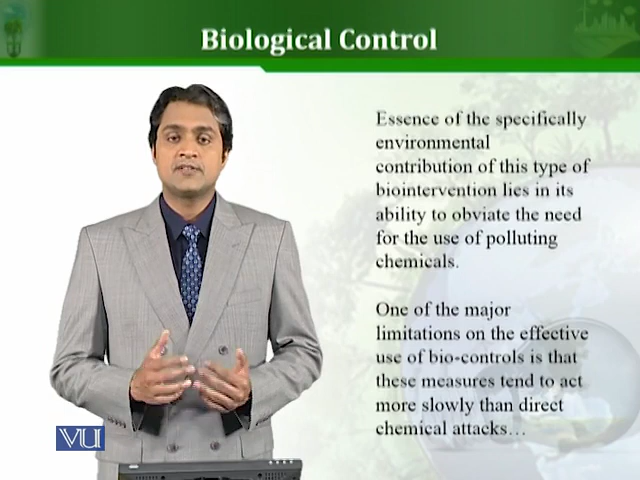 Biological Control
Essence of the specifically
environmental
contribution of this type of
biointervention lies in its
ability to obviate the need
for the use of polluting
chemicals.
One of the major
limitations on the effective
use of bio-controls is that
these measures tend to act
more slowly than direct
chemical attacks…
VU